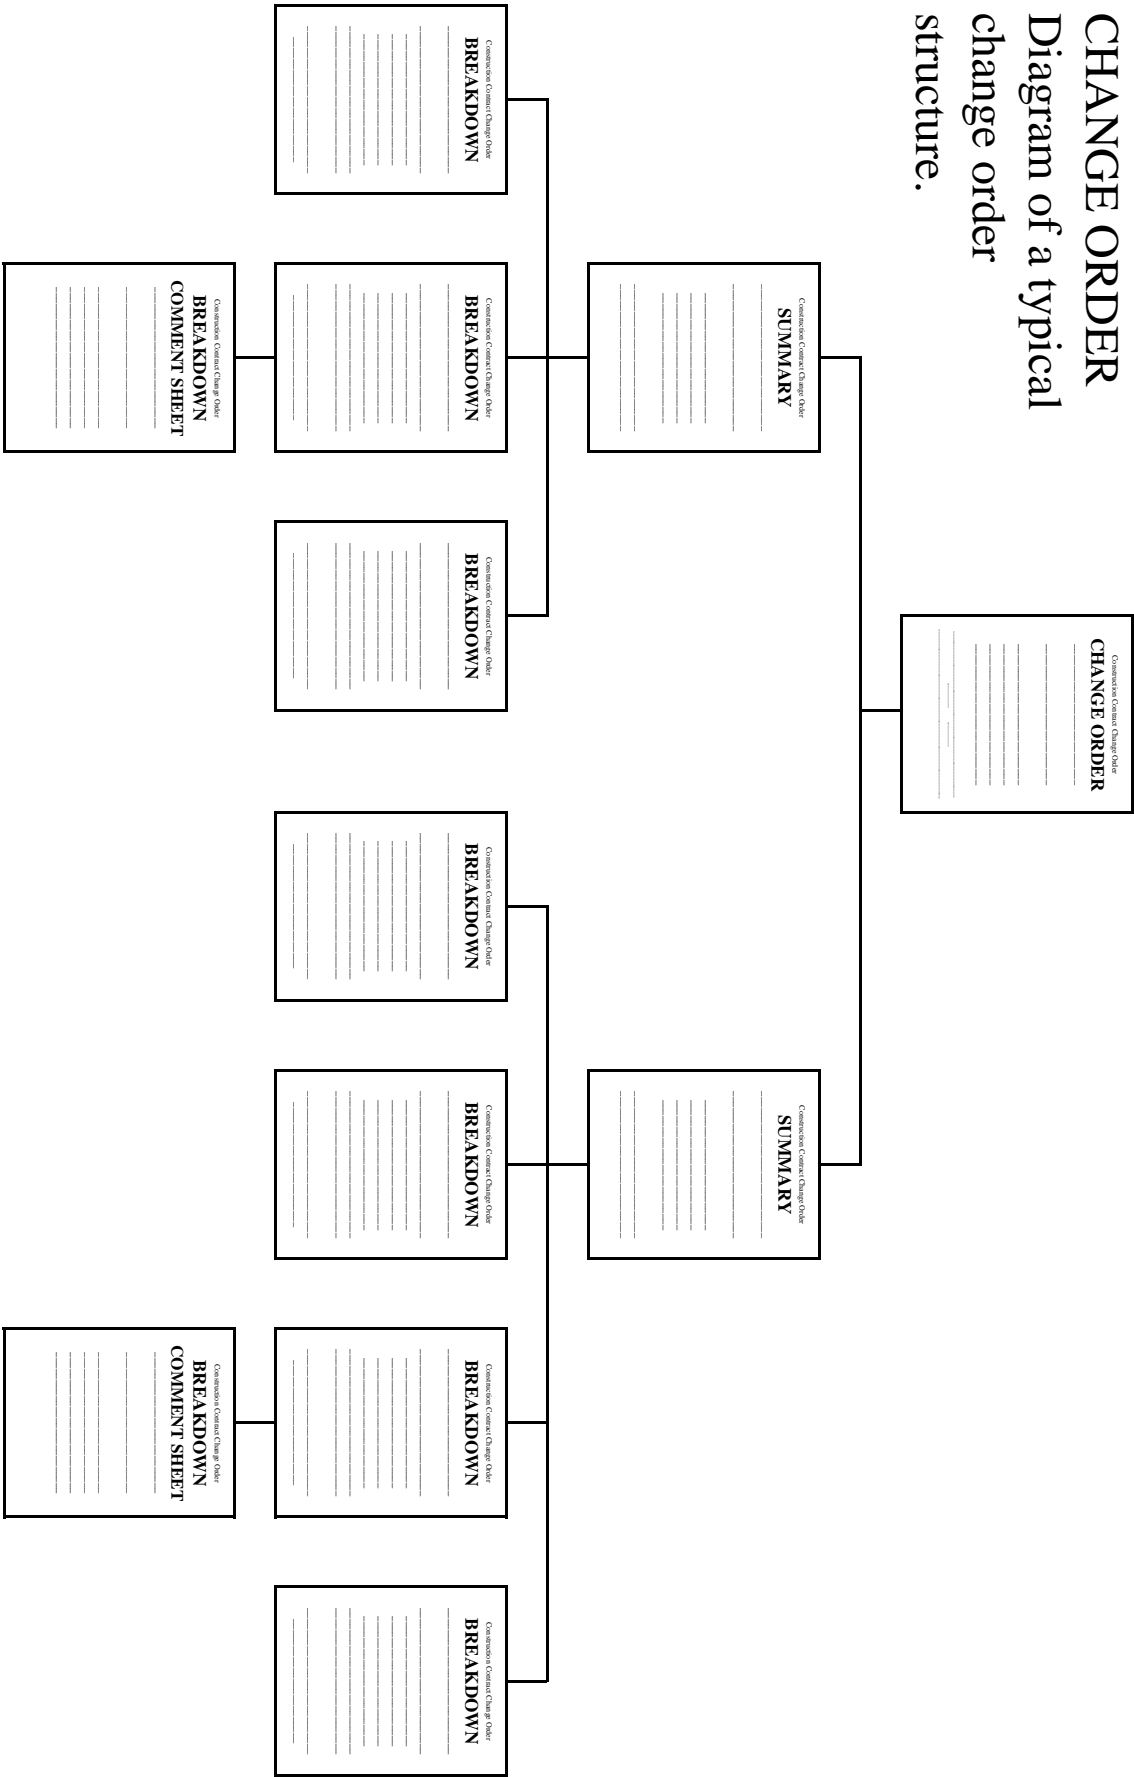 CHANGE ORDER
Diagram of a typical
change order
structure.
Construction Contract Change Order
CHANGE ORDER
Construction Contract Change Order
SUMMARY
Construction Contract Change Order
SUMMARY
Construction Contract Change Order
BREAKDOWN
Construction Contract Change Order
BREAKDOWN
Construction Contract Change Order
BREAKDOWN
Construction Contract Change Order
BREAKDOWN
Construction Contract Change Order
BREAKDOWN
Construction Contract Change Order
BREAKDOWN
Construction Contract Change Order
BREAKDOWN
Construction Contract Change Order
BREAKDOWN
COMMENT SHEET
Construction Contract Change Order
BREAKDOWN
COMMENT SHEET